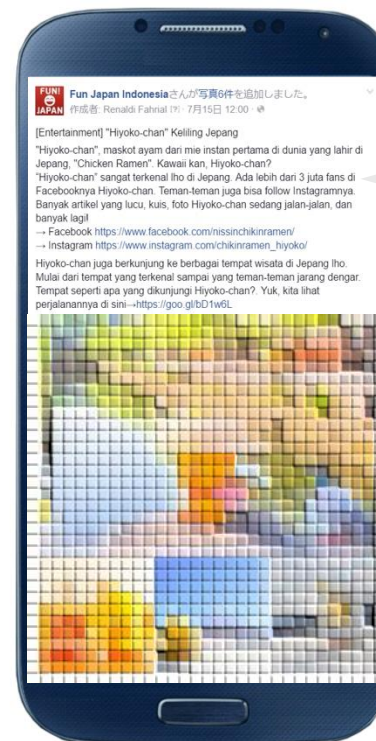 FUN!
JAPAN
Fun Japan Indonesiaさんが写真6件を追加しました。
作成者: Renaldi Fahrial [?] · 7月15日 12:00 ·
[Entertainment] "Hiyoko-chan" Keliling Jepang
"Hiyoko-chan", maskot ayam dari mie instan pertama di dunia yang lahir di
Jepang, "Chicken Ramen". Kawaii kan, Hiyoko-chan?
"Hiyoko-chan" sangat terkenal lho di Jepang. Ada lebih dari 3 juta fans di
Facebooknya Hiyoko-chan. Teman-teman juga bisa follow Instagramnya.
Banyak artikel yang lucu, kuis, foto Hiyoko-chan sedang jalan-jalan, dan
banyak lagi!
→ Facebook https://www.facebook.com/nissinchikinramen/
→ Instagram https://www.instagram.com/chikinramen_hiyoko/
Hiyoko-chan juga berkunjung ke berbagai tempat wisata di Jepang lho.
Mulai dari tempat yang terkenal sampai yang teman-teman jarang dengar.
Tempat seperti apa yang dikunjungi Hiyoko-chan?. Yuk, kita lihat
perjalanannya di sini→https://goo.gl/bD1w6L